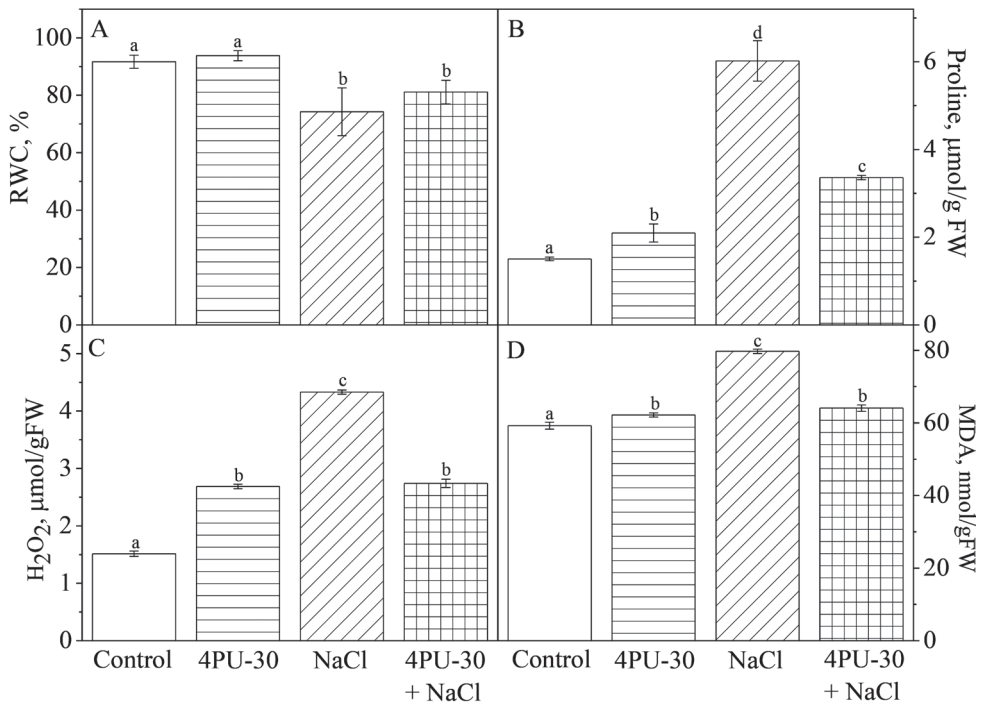 A
B
RWC, %
100
80
60
40
20
0
a
a
b
b
a
b
d
c
Proline, µmol/g FW
6
4
2
0
C
D
H2O2, µmol/gFW
5
4
3
2
1
0
a
b
c
b
a
b
c
b
MDA, nmol/gFW
80
60
40
20
0
Control
4PU-30
NaCl
4PU-30
+ NaCl
Control
4PU-30
NaCl
4PU-30
+ NaCl